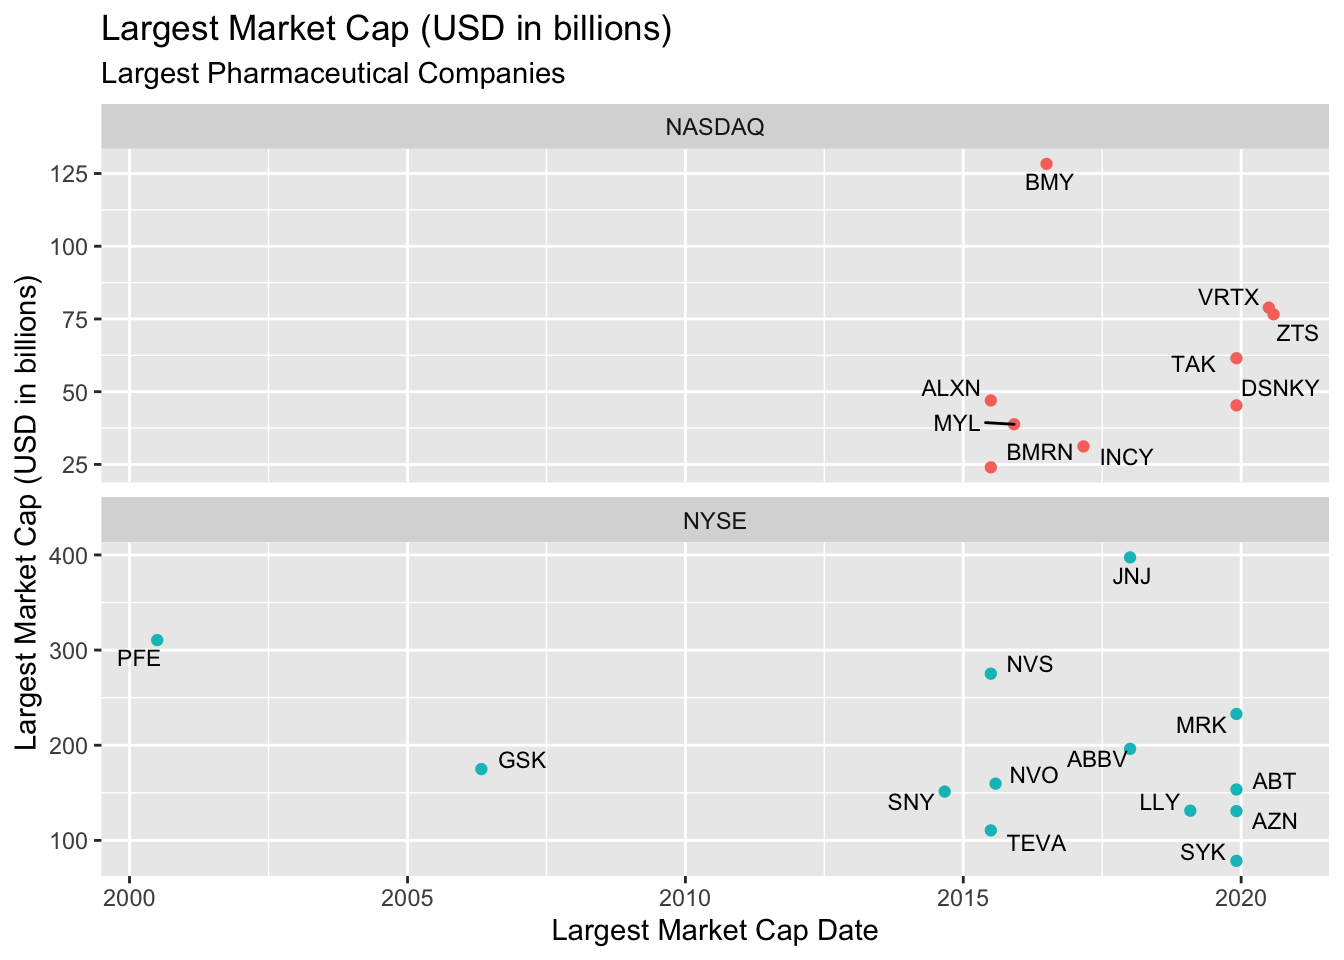 Largest Market Cap (USD in billions)
Largest Pharmaceutical Companies
Largest Market Cap (USD in billions)
NASDAQ
125
100
75
50
25
BMY
VRTX
ZTS
TAK
ALXN
DSNKY
MYL
BMRN
INCY
NYSE
400
300
200
100
JNJ
PFE
NVS
MRK
GSK
ABBV
NVO
ABT
SNY
LLY
AZN
TEVA
SYK
2000 2005 2010 2015 2020
Largest Market Cap Date